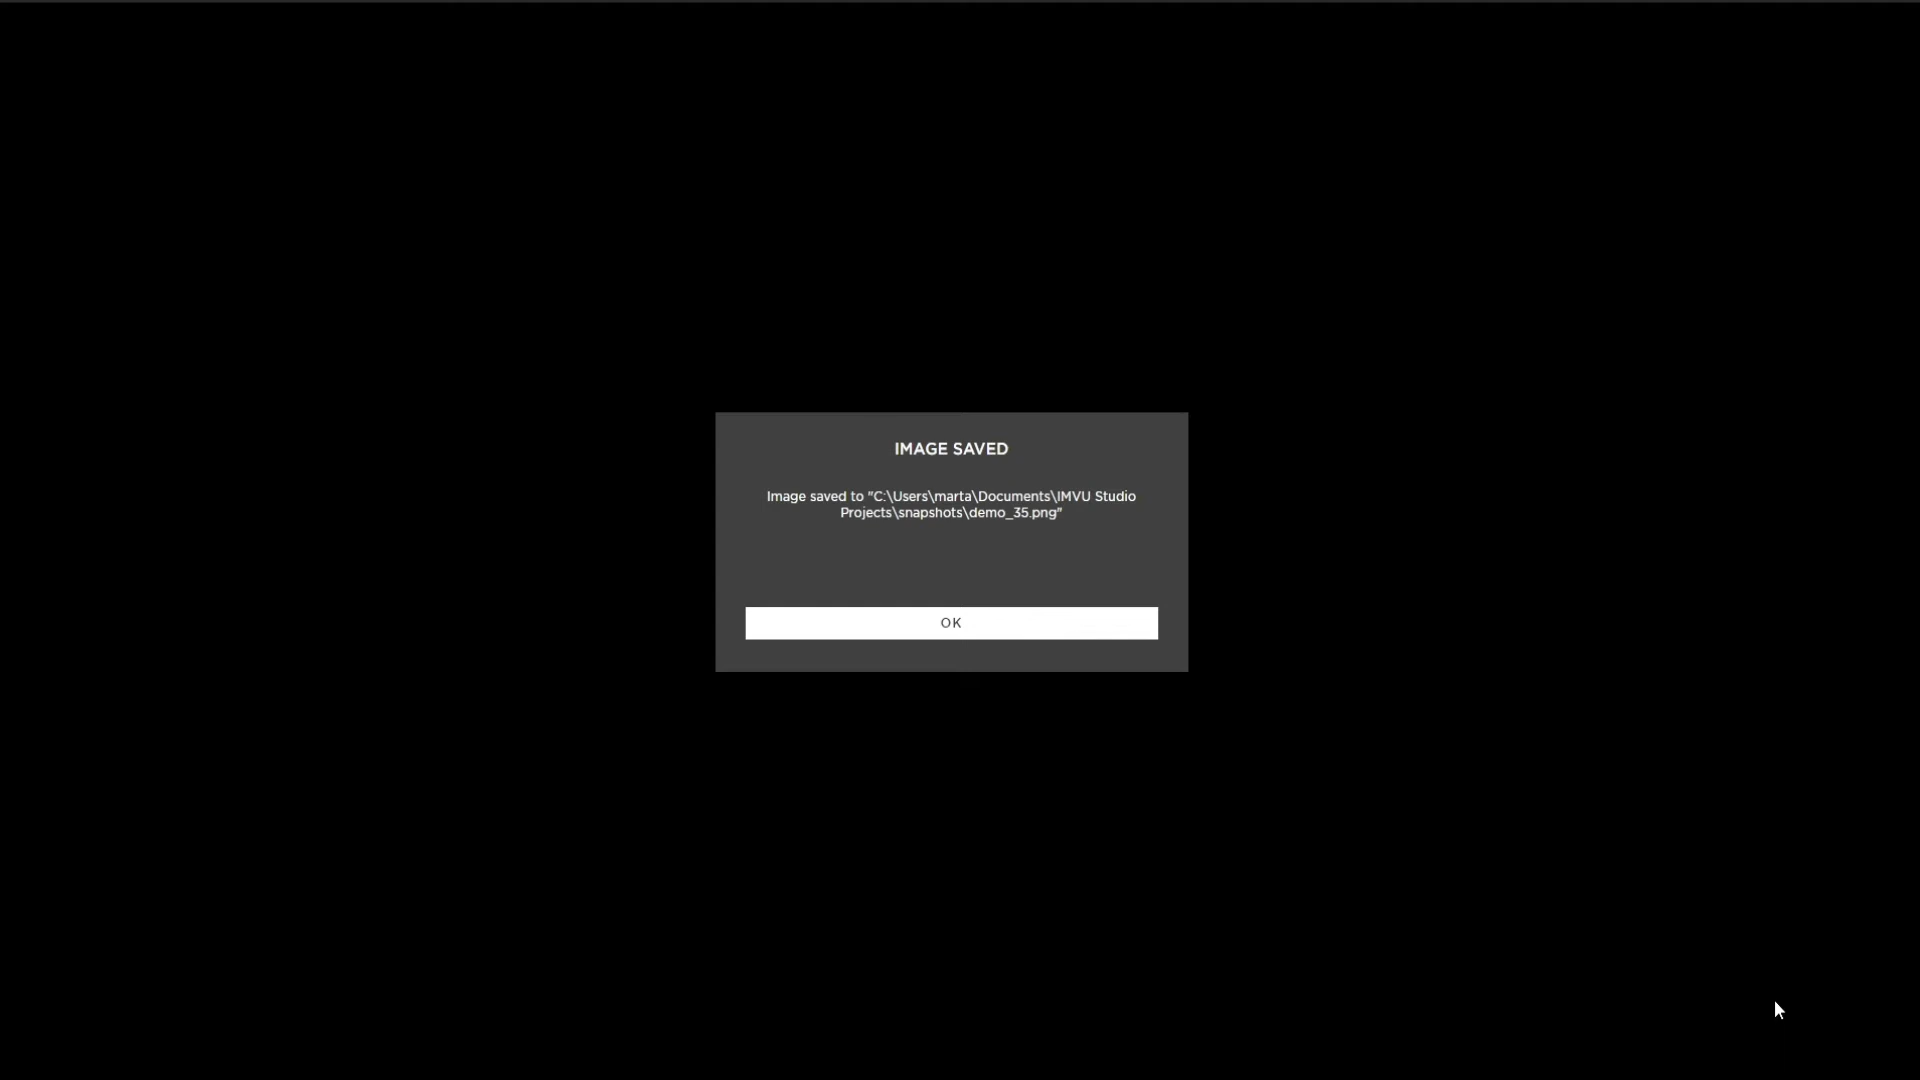 IMAGE SAVED
Image saved to "C:\Users\marta\Documents\IMVU Studio
Projects\snapshots\demo_35.png"
OK